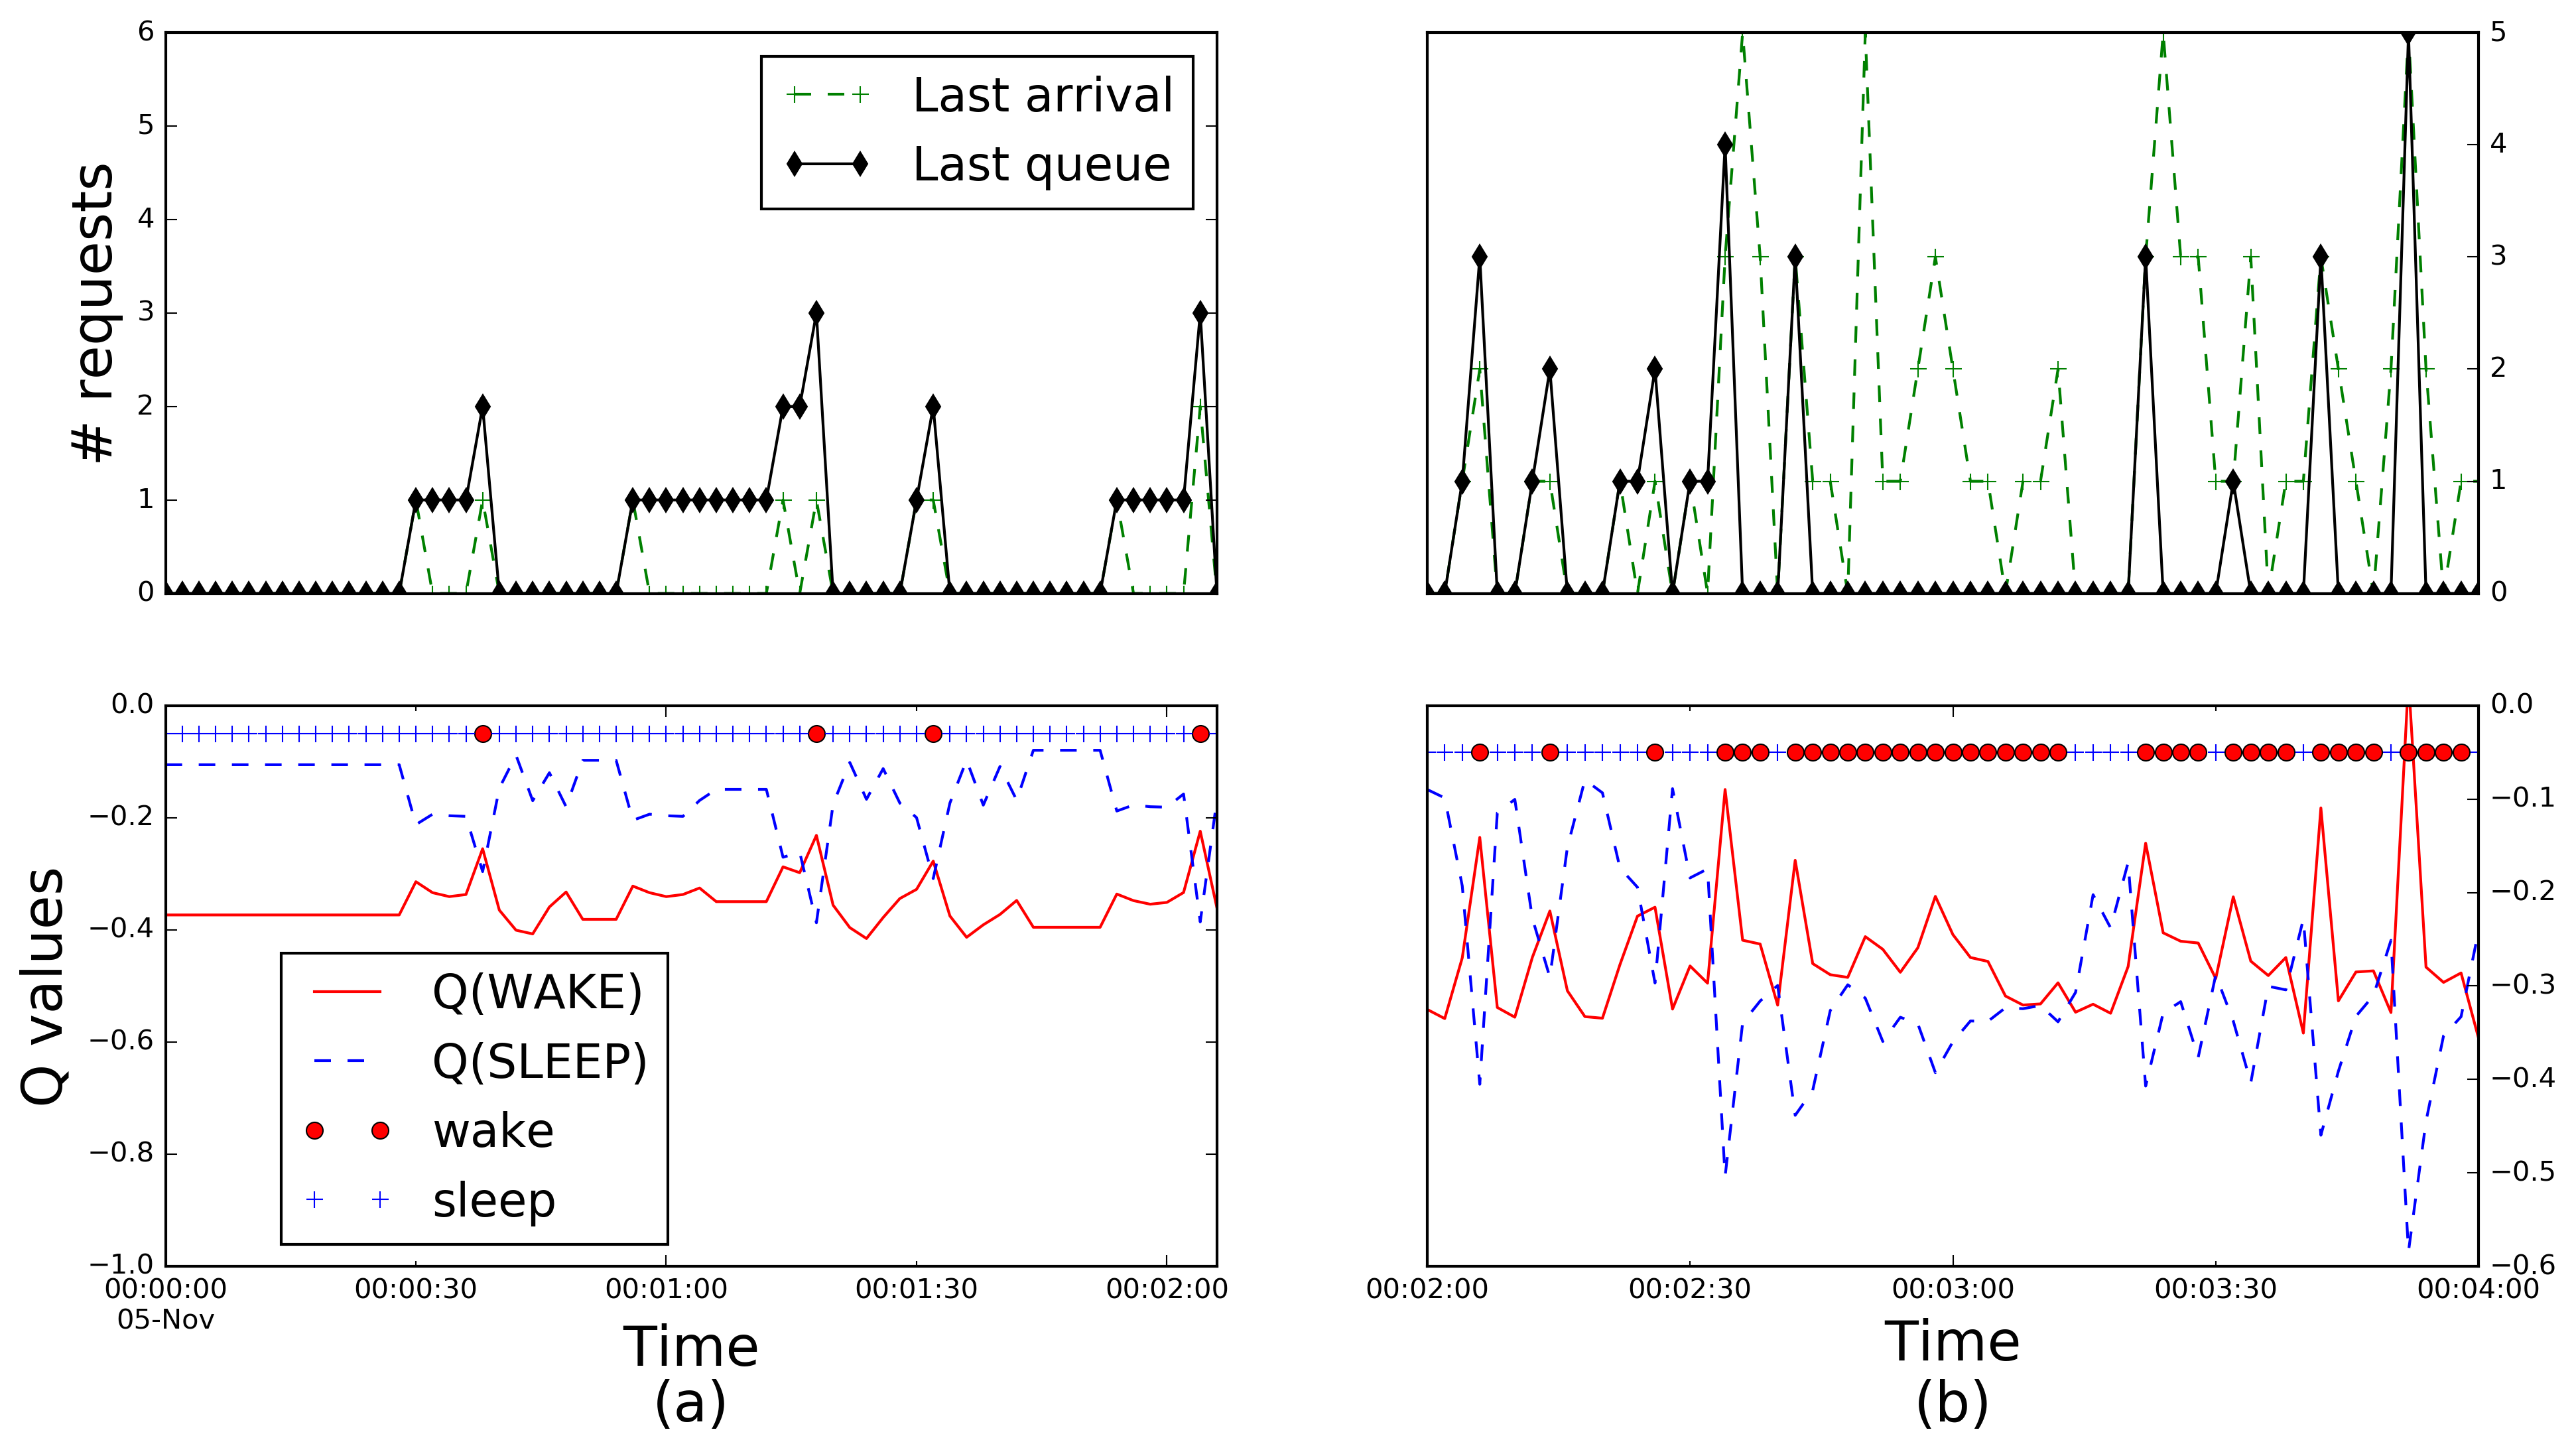 6
5
4
3
2
1
0
# requests
Last arrival
Last queue
5
4
3
2
1
0
0.0
−0.2
−0.4
−0.6
−0.8
−1.0
Q values
Q(WAKE)
Q(SLEEP)
wake
sleep
00:00:00
05-Nov
00:00:30
00:01:00
00:01:30
00:02:00
Time
(a)
0.0
−0.1
−0.2
−0.3
−0.4
−0.5
−0.6
00:02:00
00:02:30
00:03:00
00:03:30
00:04:00
Time
(b)